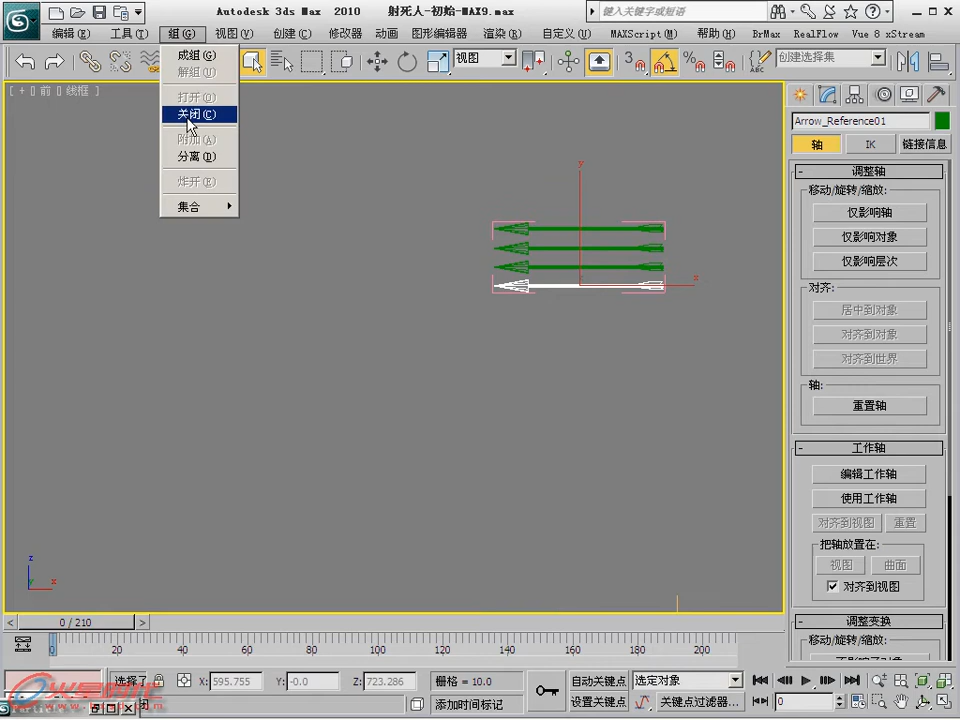 Autodesk 3ds Max 2010 射死人-初始-MAX9.max
键入关键字或短语
编辑(E) 工具(T) 组(G) 视图(V) 创建(C) 修改器 动画 图形编辑器 渲染(R) 自定义(U) MAXScript(M) 帮助(H) BrMax RealFlow Vue 8 xStream
视图
3
创建选择集
成组(G)
解组(U)
打开(O)
关闭(C)
附加(A)
分离(D)
炸开(E)
集合
[ + ] [ 前 ] [ 线框 ]
y
x
z
x
Arrow_Reference01
轴 IK 链接信息
- 调整轴
移动/旋转/缩放:
仅影响轴
仅影响对象
仅影响层次
对齐:
居中到对象
对齐到对象
对齐到世界
轴:
重置轴
- 工作轴
编辑工作轴
使用工作轴
对齐到视图 重置
把轴放置在:
视图 曲面
对齐到视图
- 调整变换
移动/旋转/缩放:
< 0 / 210 >
0 20 40 60 80 100 120 140 160 180 200
选择了 X: 595.755 Y: -0.0 Z: 723.286 栅格 = 10.0 自动关键点 选定对象
添加时间标记 设置关键点 关键点过滤器... 0
火星时代
www.hxsd.com